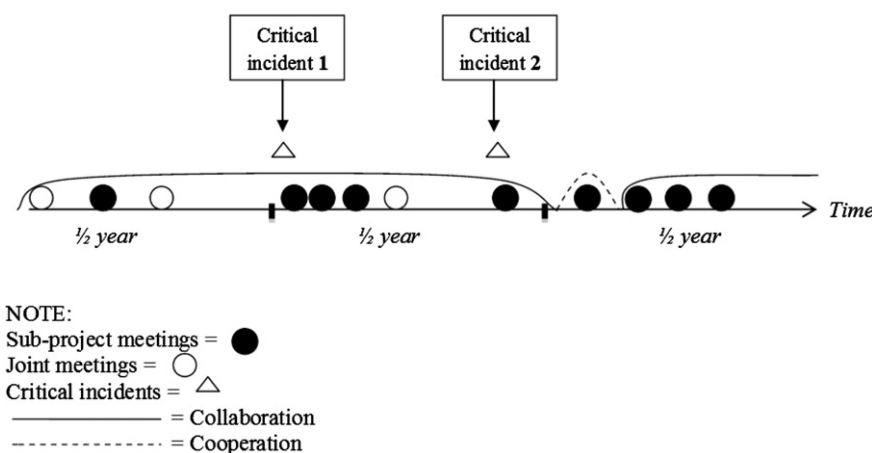 Critical
incident 1
Critical
incident 2
Time
½ year
½ year
½ year
NOTE:
Sub-project meetings =
Joint meetings =
Critical incidents =
= Collaboration
= Cooperation